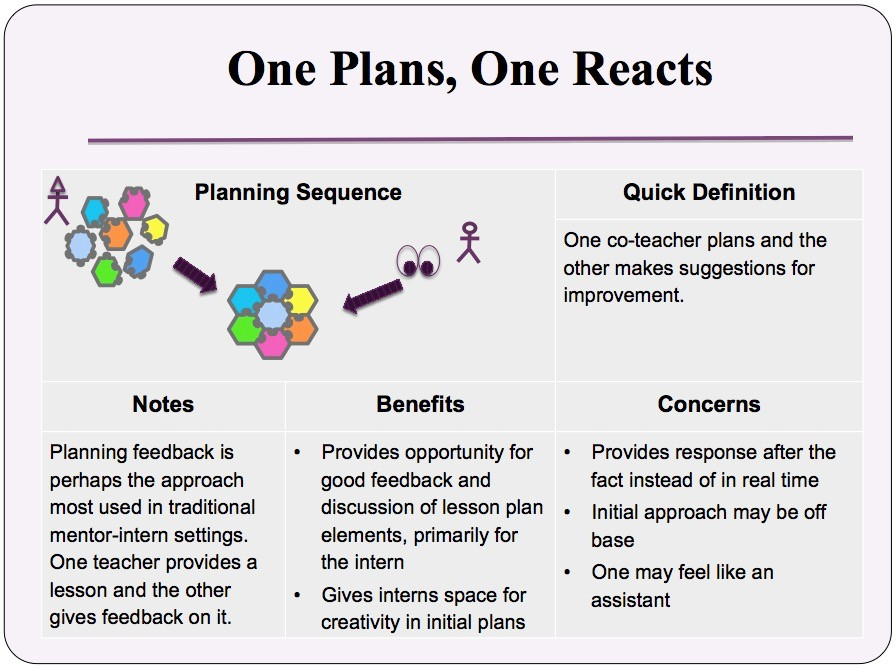 One Plans, One Reacts
Planning Sequence
Quick Definition
One co-teacher plans and the
other makes suggestions for
improvement.
Notes
Benefits
Concerns
Planning feedback is
perhaps the approach
most used in traditional
mentor-intern settings.
One teacher provides a
lesson and the other
gives feedback on it.
• Provides opportunity for
good feedback and
discussion of lesson plan
elements, primarily for
the intern
• Gives interns space for
creativity in initial plans
• Provides response after the
fact instead of in real time
• Initial approach may be off
base
• One may feel like an
assistant